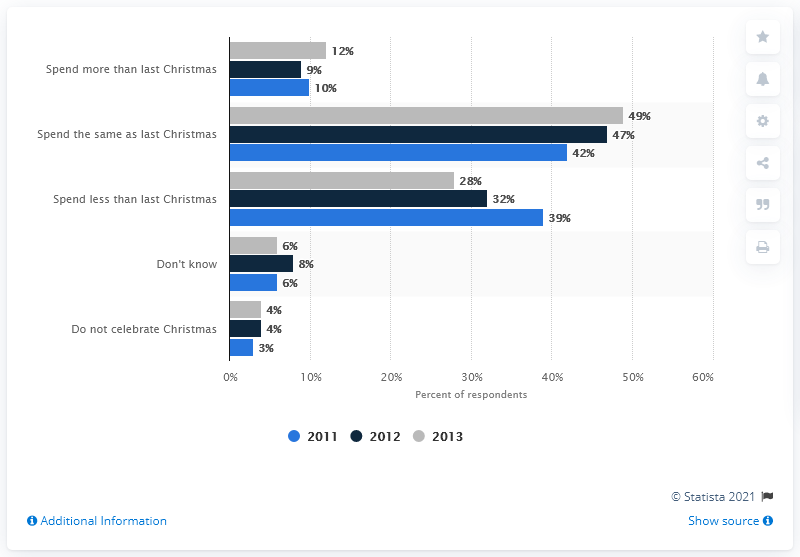 Spend more than last Christmas
12%
9%
10%
Spend the same as last Christmas
49%
47%
42%
Spend less than last Christmas
28%
32%
39%
Don't know
6%
8%
6%
Do not celebrate Christmas
4%
4%
3%
0% 10% 20% 30% 40% 50% 60%
Percent of respondents
2011 2012 2013
© Statista 2021
Additional Information Show source